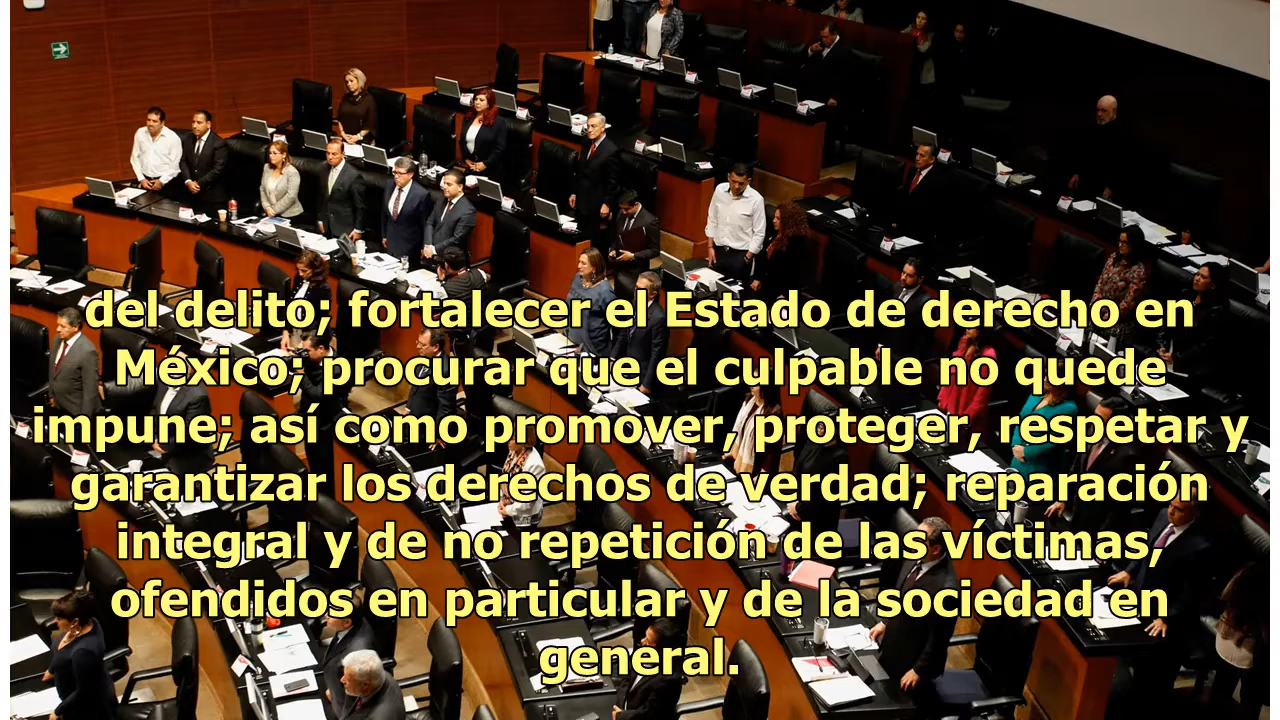 del delito; fortalecer el Estado de derecho en
México; procurar que el culpable no quede
impune; así como promover, proteger, respetar y
garantizar los derechos de verdad; reparación
integral y de no repetición de las víctimas,
ofendidos en particular y de la sociedad en
general.